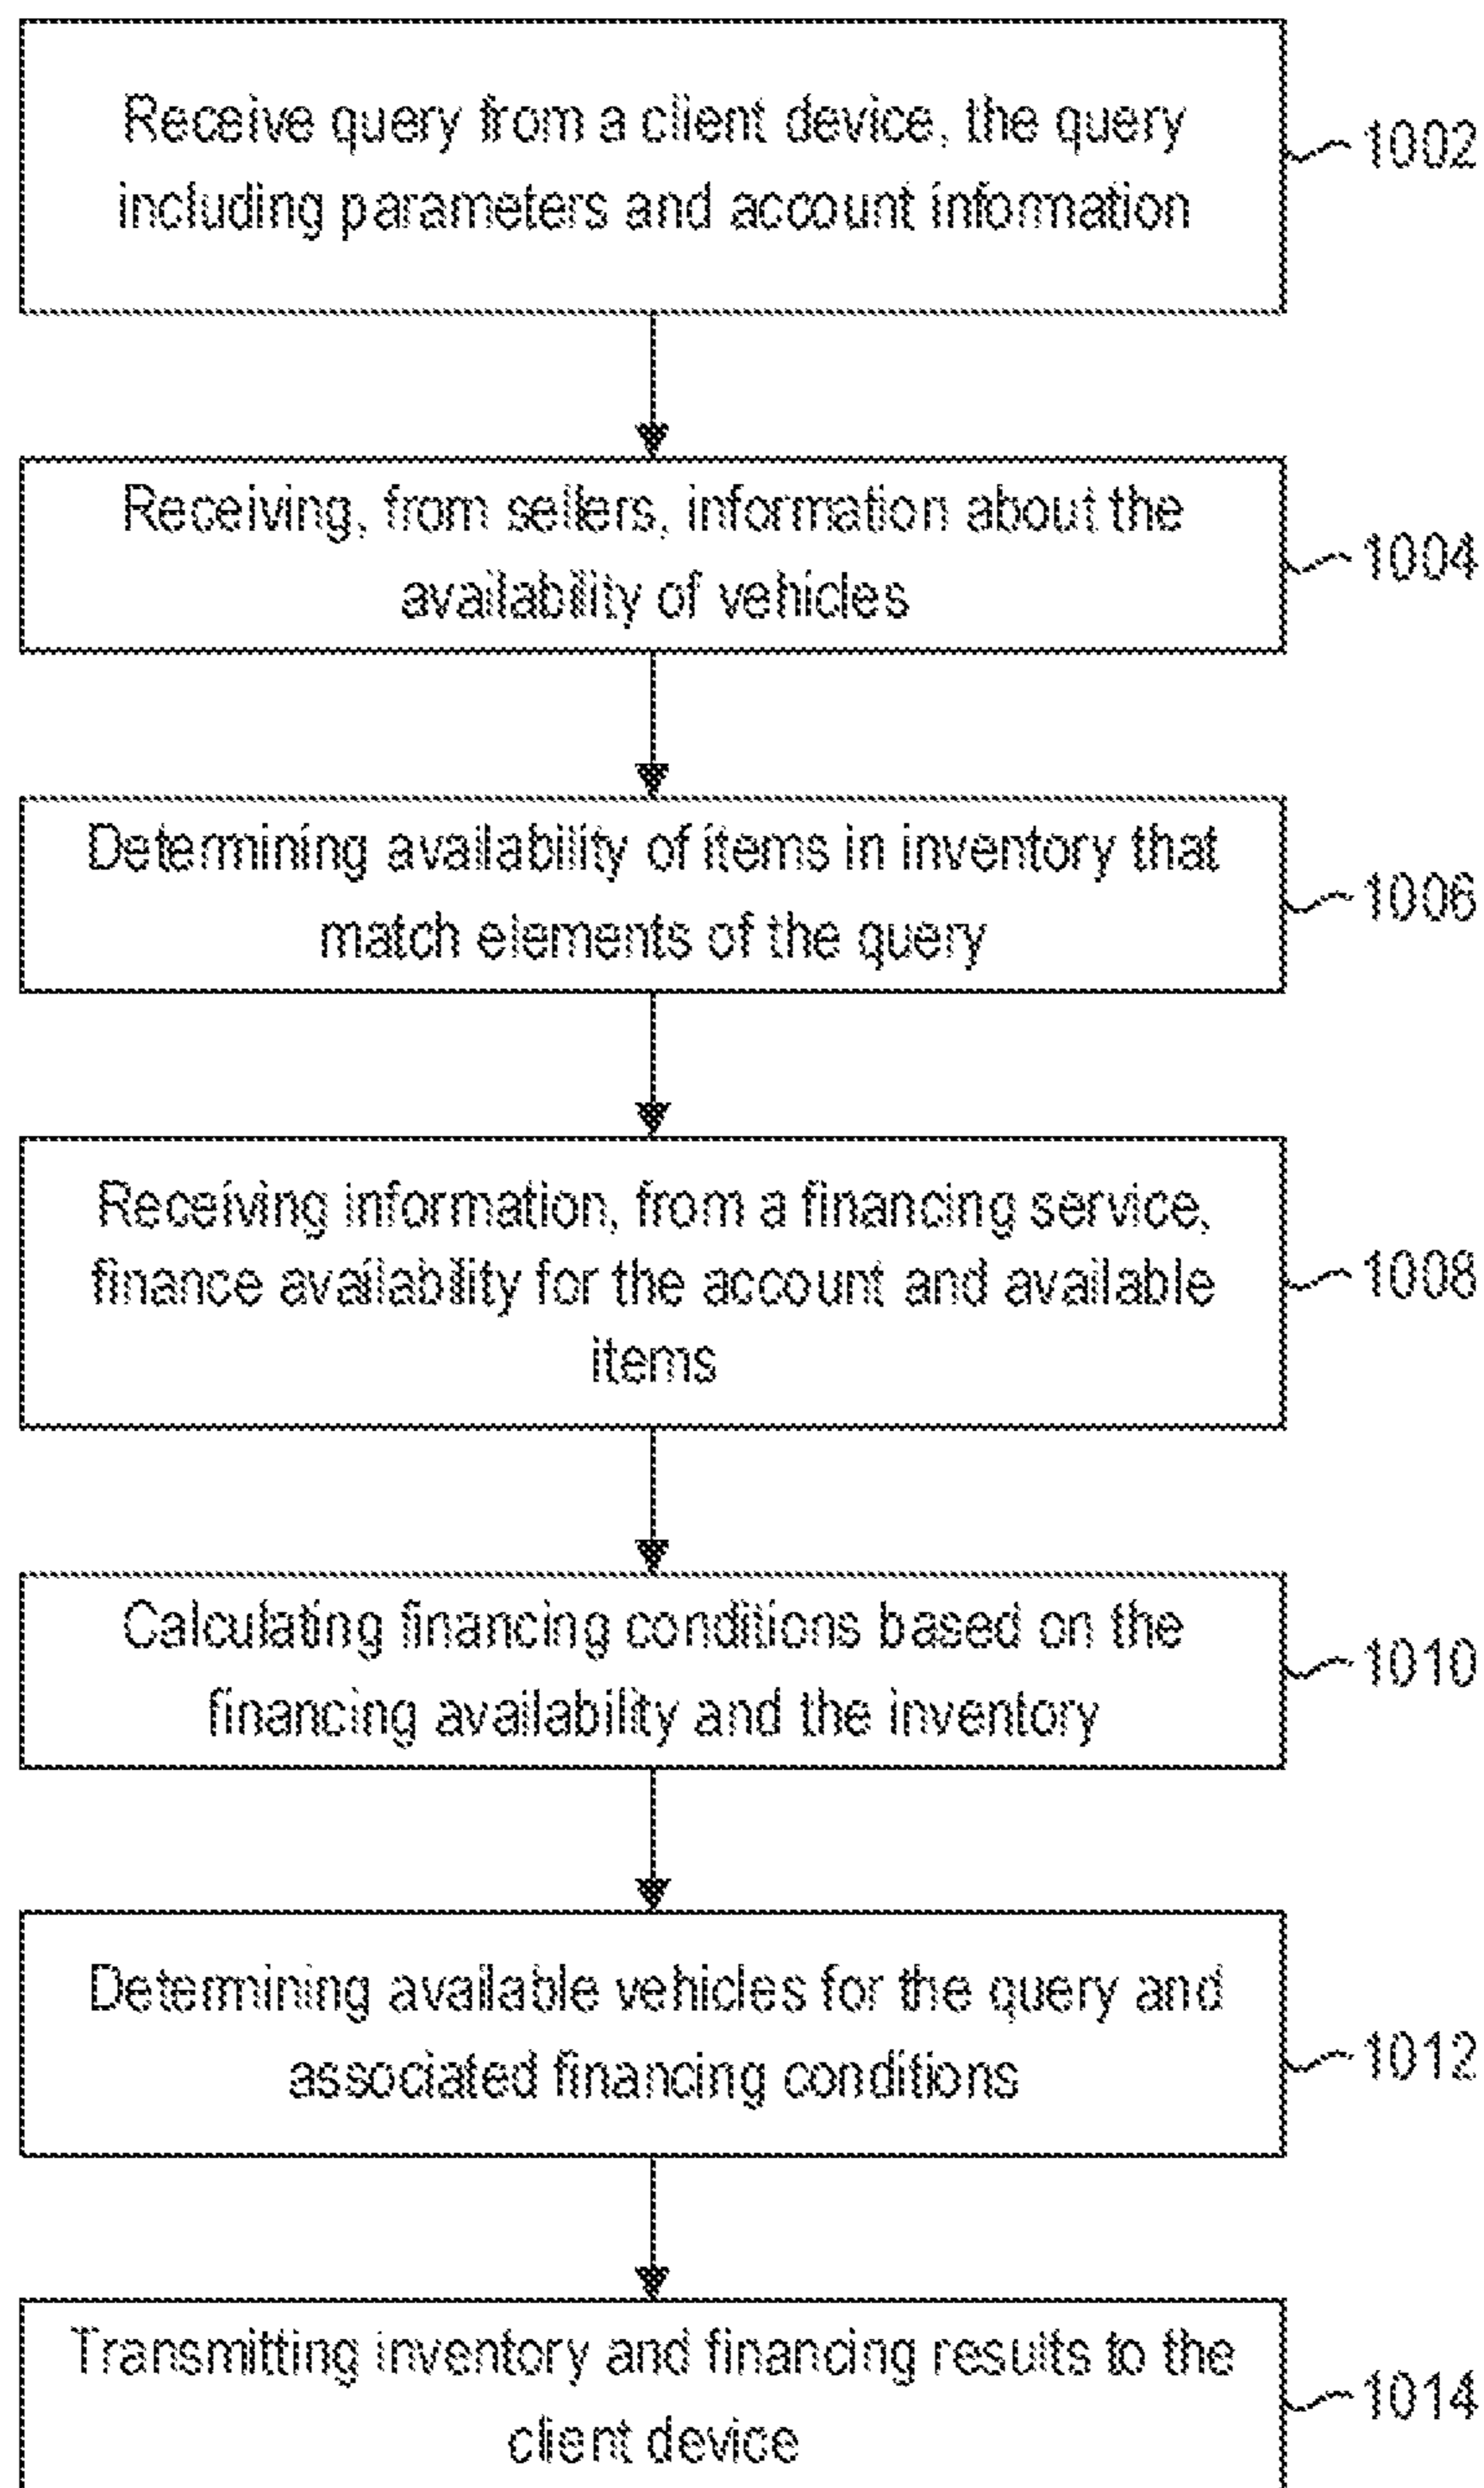 Receive query from a client device, the query
including parameters and account information
1002
Receiving, from sellers, information about the
availability of vehicles
1004
Determining availability of items in inventory that
match elements of the query
1006
Receiving information, from a financing service,
finance availability for the account and available
items
1008
Calculating financing conditions based on the
financing availability and the inventory
1010
Determining available vehicles for the query and
associated financing conditions
1012
Transmitting inventory and financing results to the
client device
1014